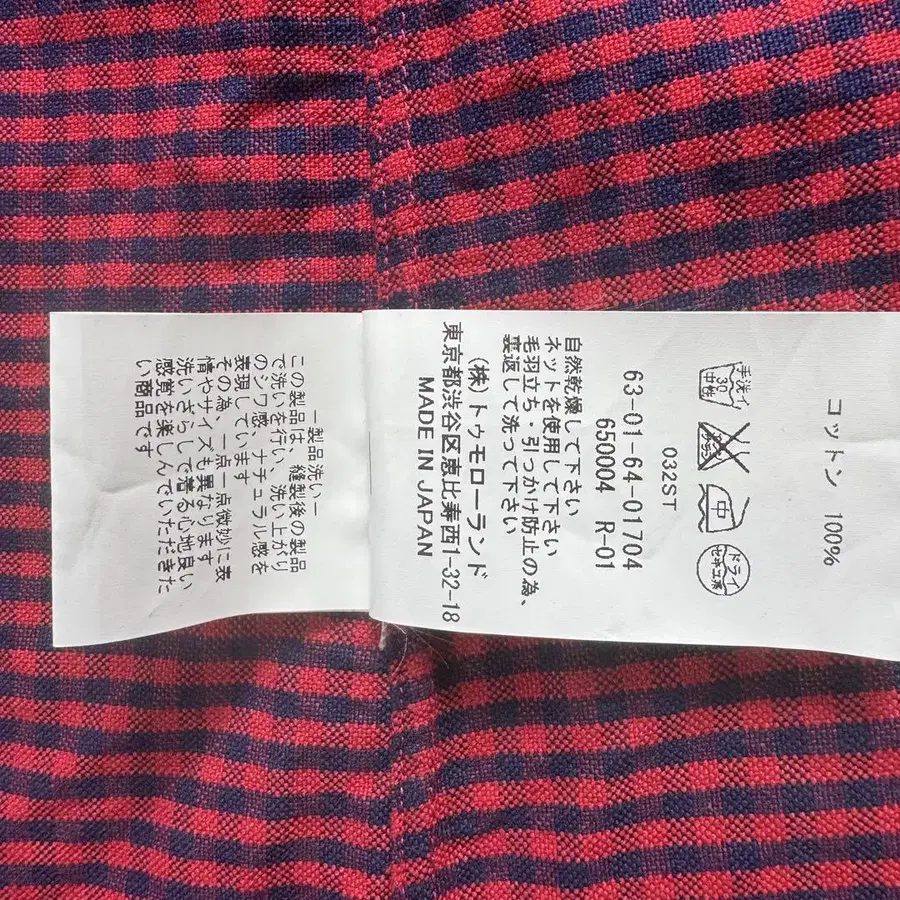 コットン 100%
手洗イ
30
中性
エンソ
サラシ
中
ドライ
セキユ系
032ST
63-01-64-01704
650004 R-01
自然乾燥して下さい
ネットを使用して下さい
毛羽立ち・引っかけ防止の為、
裏返して洗って下さい
(株)トゥモローランド
東京都渋谷区恵比寿西1-32-18
MADE IN JAPAN
ー製品洗いー
この製品は、縫製後の製品
で洗いを行い、洗い上がり
のシワ感、ナチュラル感を
表現しています
その為、一点一点微妙に表
情やサイズも異なります
洗いざらしで着る心地良い
感覚を楽しんでいただきた
い商品です